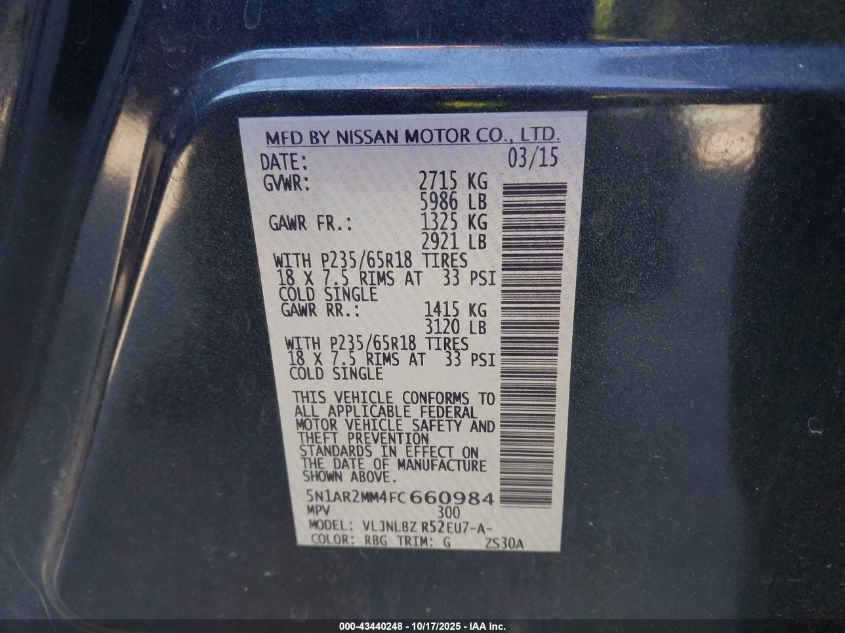 MFD BY NISSAN MOTOR CO., LTD.
DATE: 03/15
GVWR: 2715 KG
5986 LB
GAWR FR.: 1325 KG
2921 LB
WITH P235/65R18 TIRES
18 X 7.5 RIMS AT 33 PSI
COLD SINGLE
GAWR RR.: 1415 KG
3120 LB
WITH P235/65R18 TIRES
18 X 7.5 RIMS AT 33 PSI
COLD SINGLE
THIS VEHICLE CONFORMS TO
ALL APPLICABLE FEDERAL
MOTOR VEHICLE SAFETY AND
THEFT PREVENTION
STANDARDS IN EFFECT ON
THE DATE OF MANUFACTURE
SHOWN ABOVE.
5N1AR2MM4FC660984
MPV 300
MODEL: VLJNLBZ R52EU7-A-
COLOR: RBG TRIM: G ZS30A
000-43440248 - 10/17/2025 - IAA Inc.